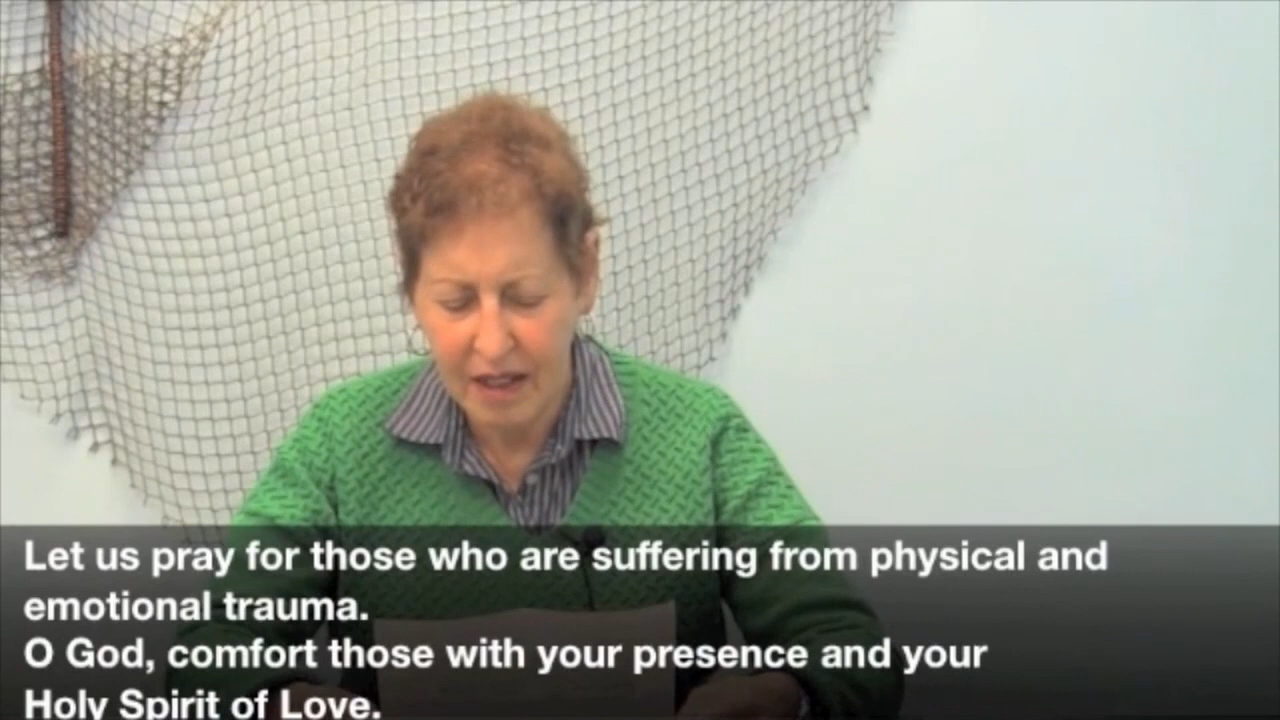 Let us pray for those who are suffering from physical and
emotional trauma.
O God, comfort those with your presence and your
Holy Spirit of Love.